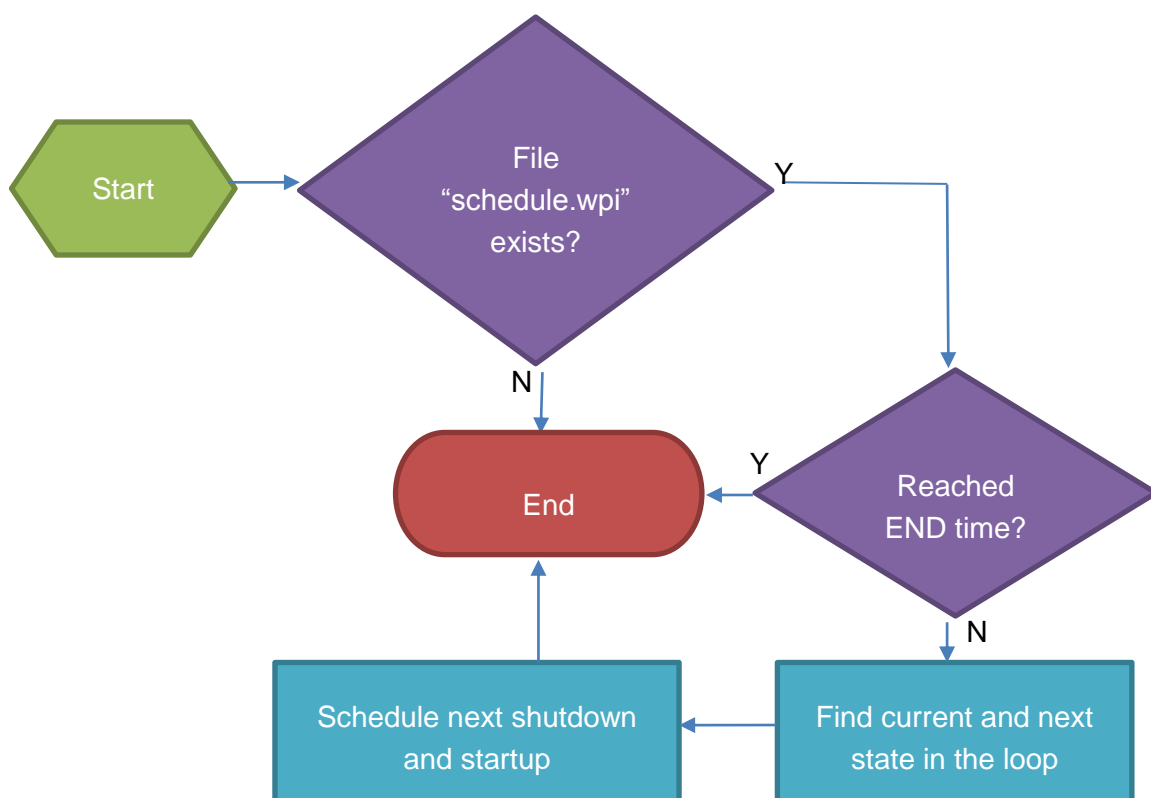 Start
File
“schedule.wpi”
exists?
Y
N
End
Y
Reached
END time?
N
Schedule next shutdown
and startup
Find current and next
state in the loop